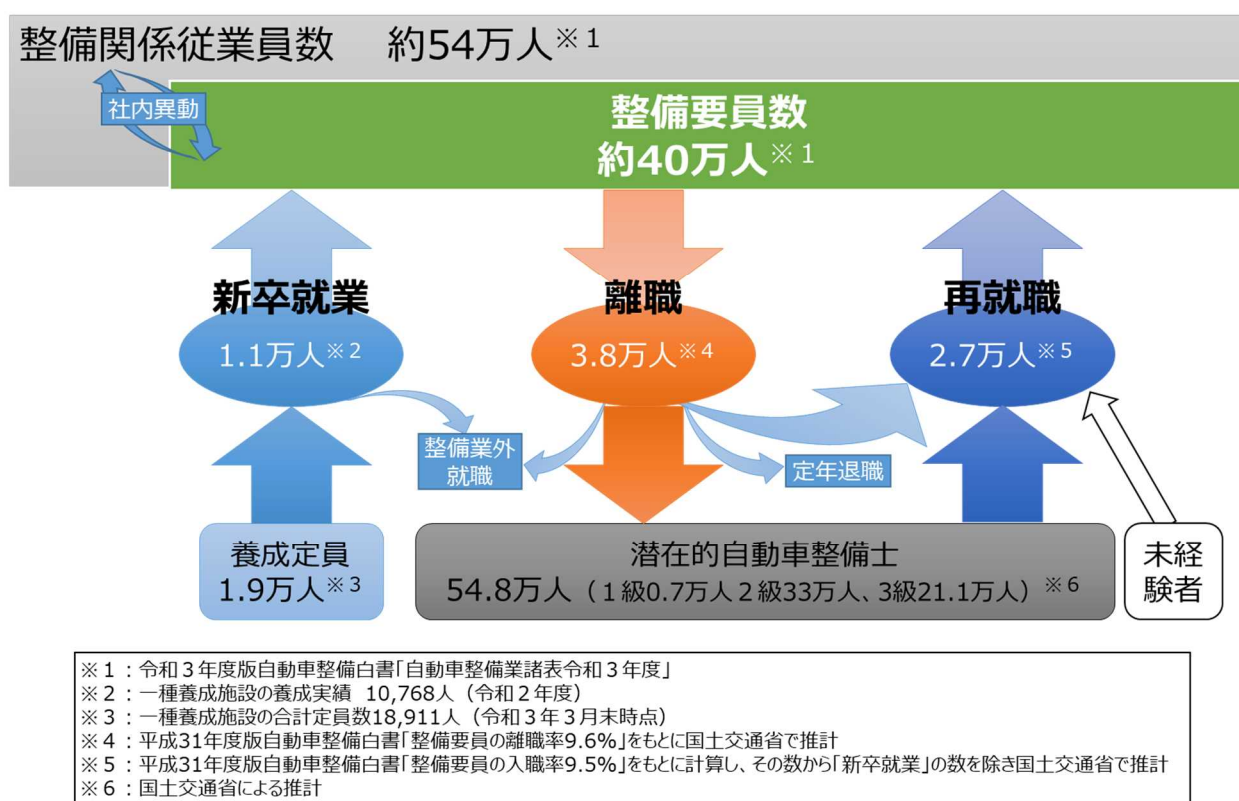 整備関係従業員数 約54万人※1
社内異動
整備要員数
約40万人※1
新卒就業
1.1万人※2
離職
3.8万人※4
再就職
2.7万人※5
整備業外
就職
定年退職
養成定員
1.9万人※3
潜在的自動車整備士
54.8万人（1級0.7万人２級33万人、3級21.1万人）※6
未経
験者
※1：令和３年度版自動車整備白書「自動車整備業諸表令和３年度」
※2：一種養成施設の養成実績 10,768人（令和２年度）
※3：一種養成施設の合計定員数18,911人（令和３年３月末時点）
※4：平成31年度版自動車整備白書「整備要員の離職率9.6%」をもとに国土交通省で推計
※5：平成31年度版自動車整備白書「整備要員の入職率9.5%」をもとに計算し、その数から「新卒就業」の数を除き国土交通省で推計
※6：国土交通省による推計